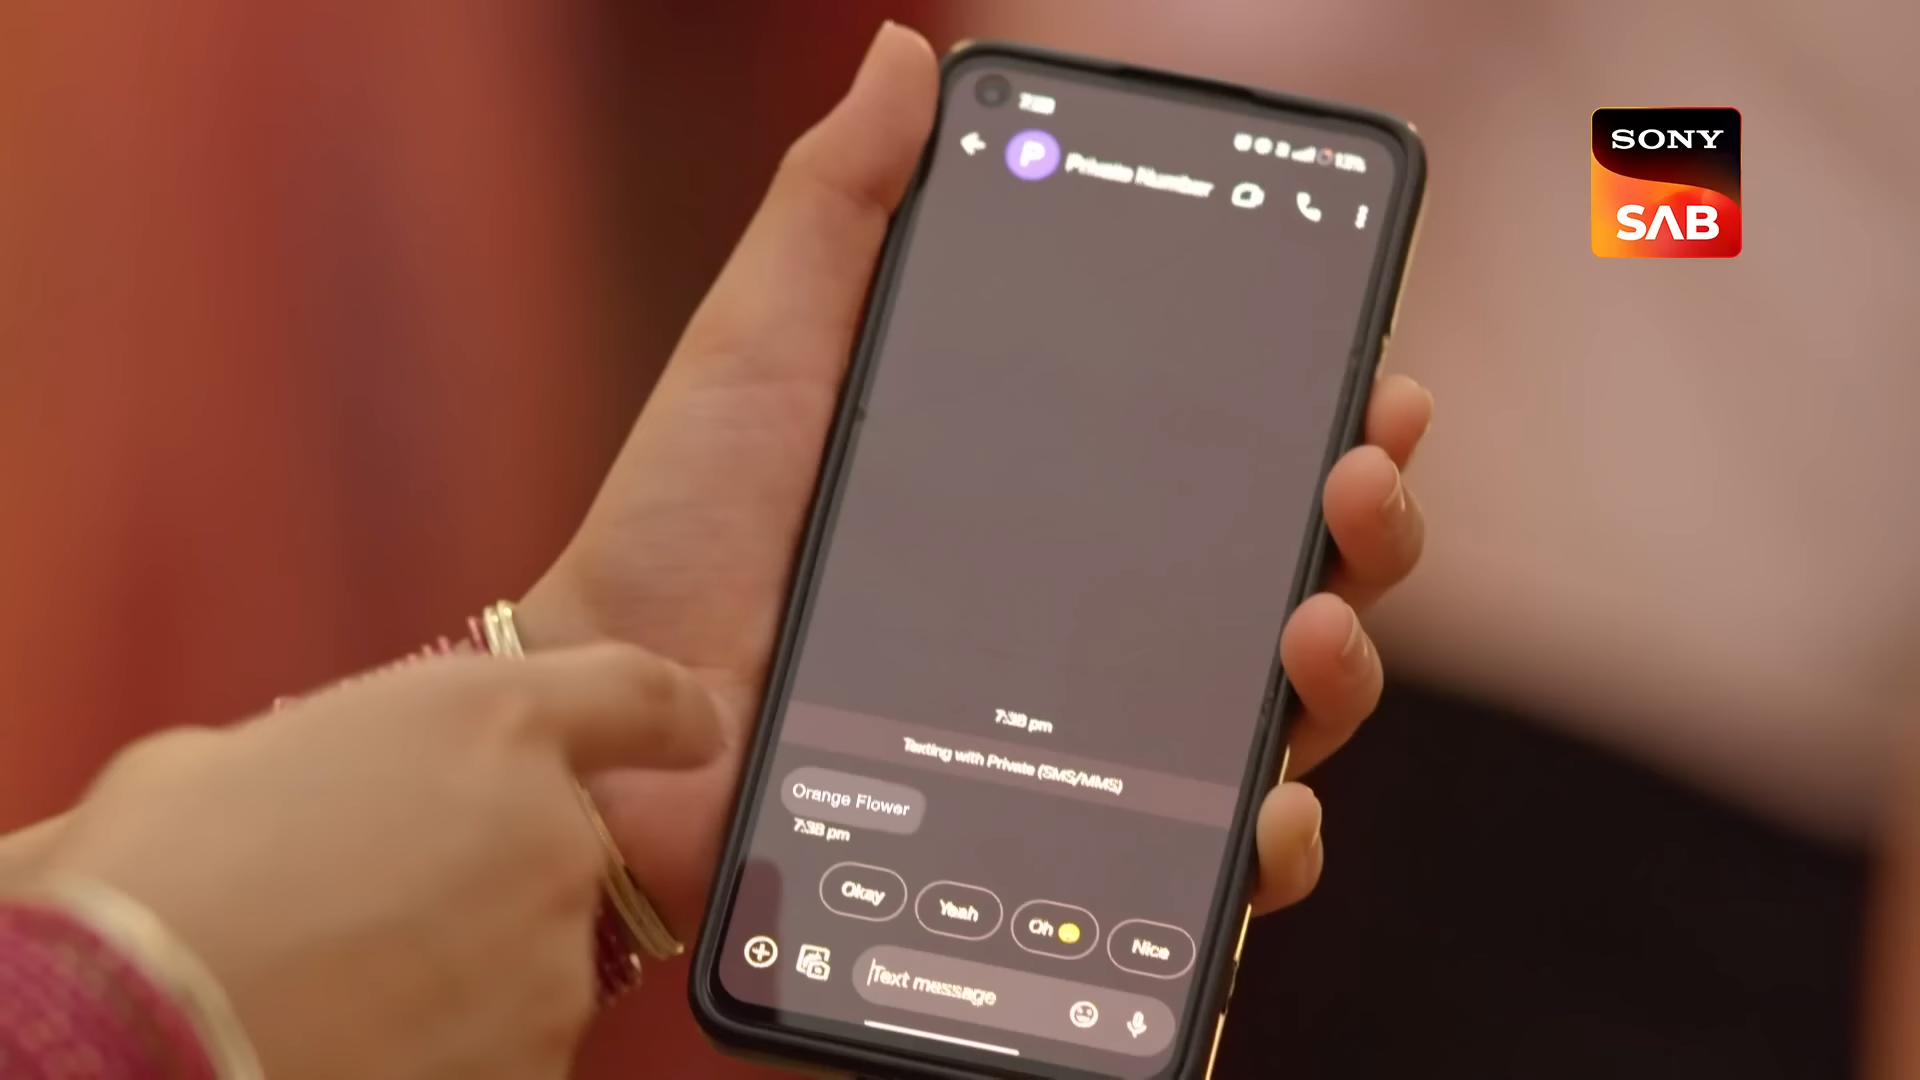 SONY
SAB
13%
P
Private Number
7:38 pm
Texting with Private (SMS/MMS)
Orange Flower
7:38 pm
Okay
Yeah
Oh
Nice
Text message